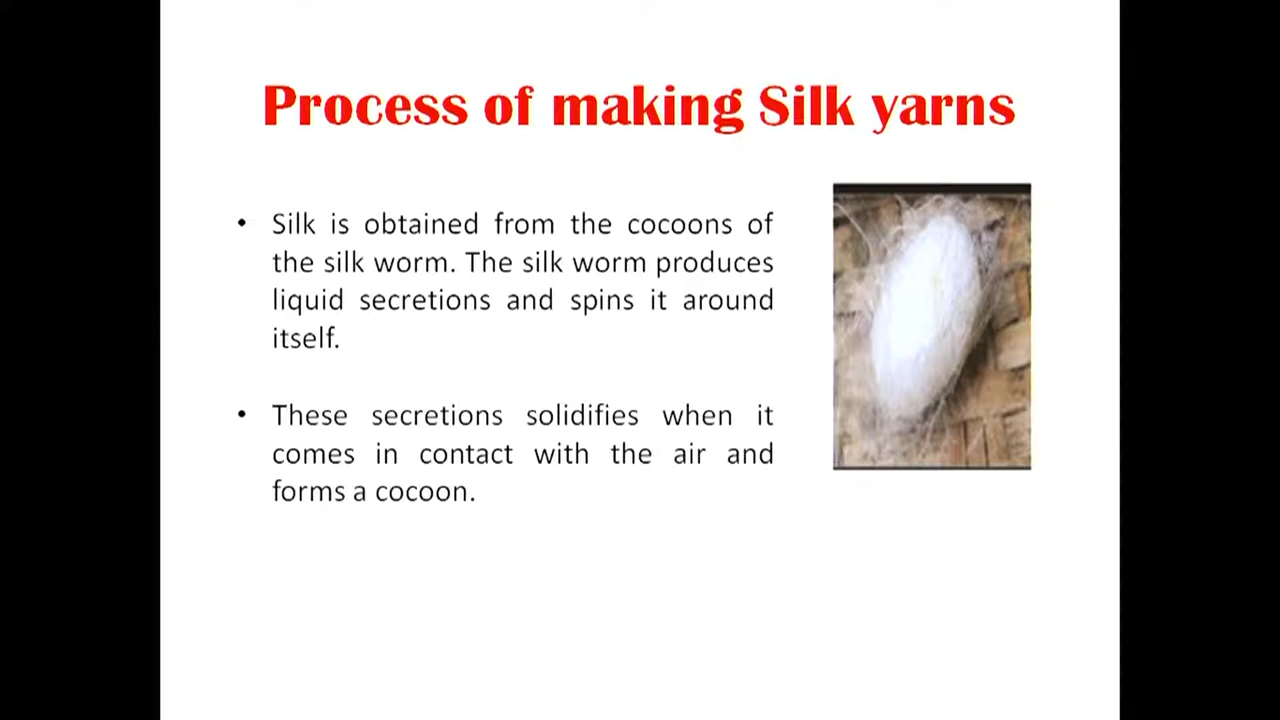 Process of making Silk yarns
• Silk is obtained from the cocoons of
the silk worm. The silk worm produces
liquid secretions and spins it around
itself.
• These secretions solidifies when it
comes in contact with the air and
forms a cocoon.